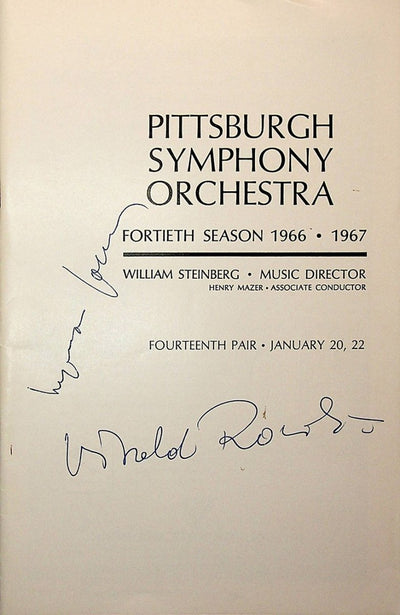 PITTSBURGH
SYMPHONY
ORCHESTRA
FORTIETH SEASON 1966 • 1967
WILLIAM STEINBERG • MUSIC DIRECTOR
HENRY MAZER • ASSOCIATE CONDUCTOR
FOURTEENTH PAIR • JANUARY 20, 22
Witold